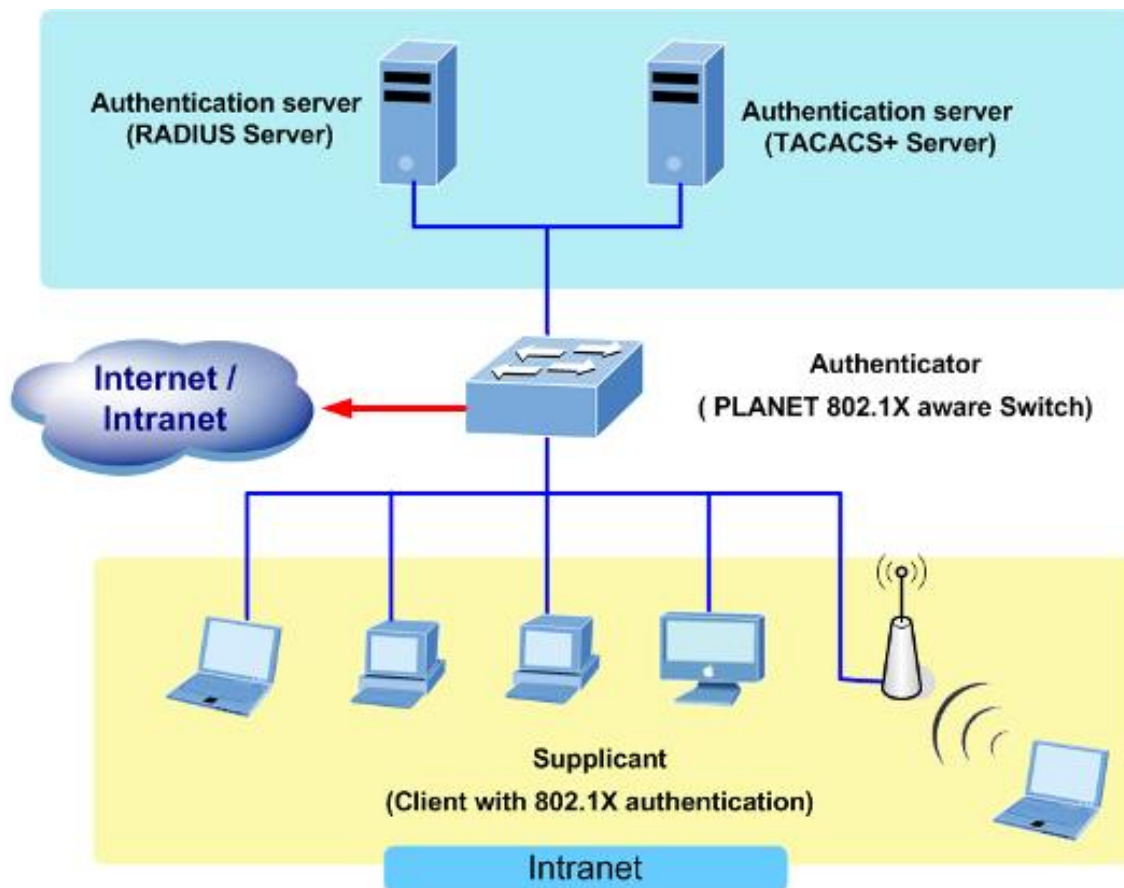 Authentication server
(RADIUS Server)
Authentication server
(TACACS+ Server)
Internet /
Intranet
Authenticator
( PLANET 802.1X aware Switch)
Supplicant
(Client with 802.1X authentication)
Intranet